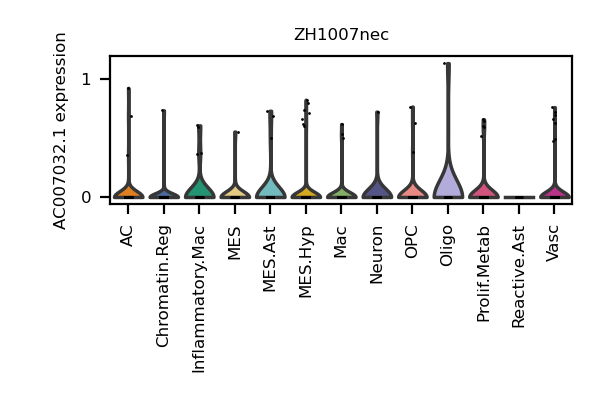 ZH1007nec
AC007032.1 expression
1
0
AC
Chromatin.Reg
Inflammatory.Mac
MES
MES.Ast
MES.Hyp
Mac
Neuron
OPC
Oligo
Prolif.Metab
Reactive.Ast
Vasc